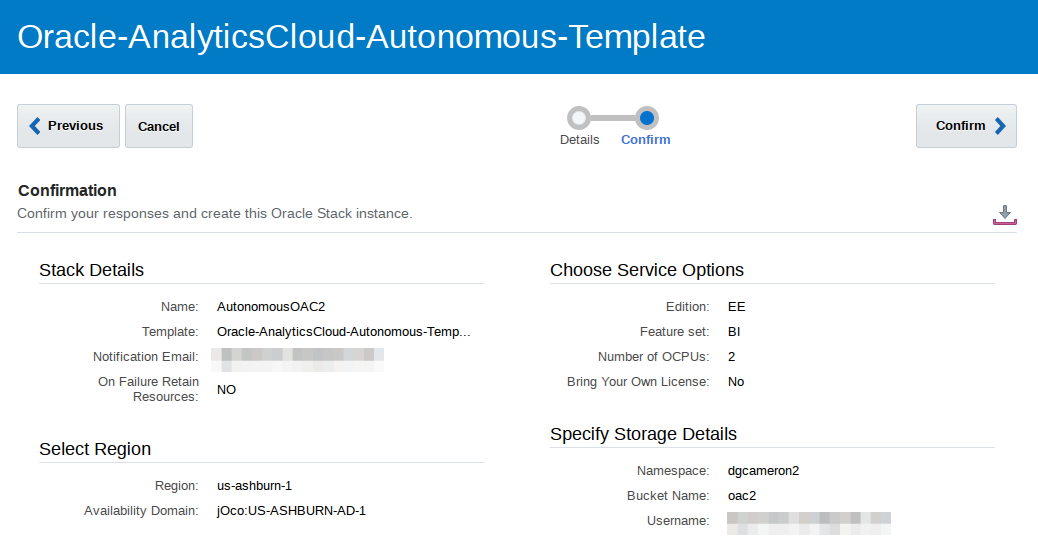 Oracle-AnalyticsCloud-Autonomous-Template
Previous
Cancel
Details
Confirm
Confirm
Confirmation
Confirm your responses and create this Oracle Stack instance.
Stack Details
Name: AutonomousOAC2
Template: Oracle-AnalyticsCloud-Autonomous-Temp...
Notification Email:
On Failure Retain
Resources: NO
Select Region
Region: us-ashburn-1
Availability Domain: jOco:US-ASHBURN-AD-1
Choose Service Options
Edition: EE
Feature set: BI
Number of OCPUs: 2
Bring Your Own License: No
Specify Storage Details
Namespace: dgcameron2
Bucket Name: oac2
Username: